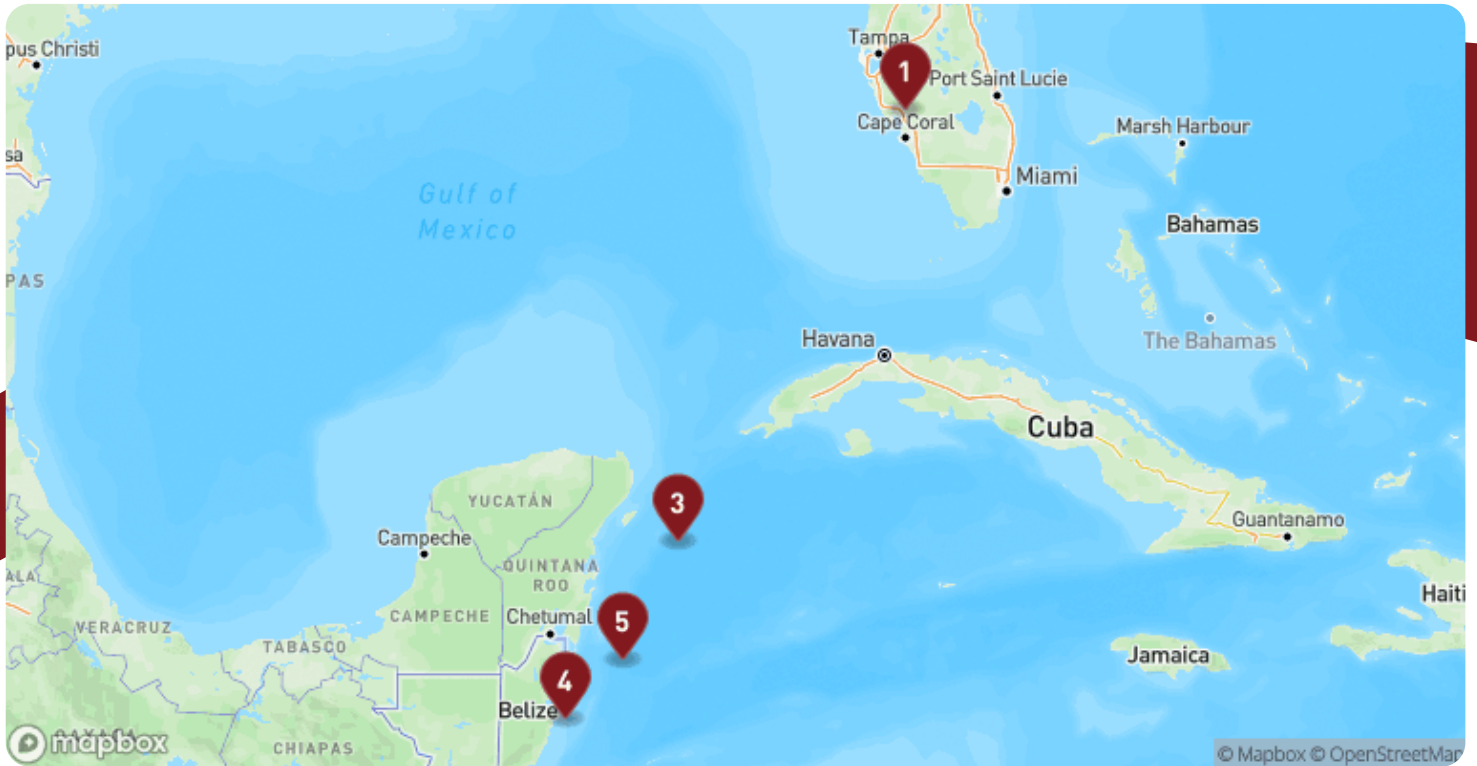 pus Christi
Tampa
1
Port Saint Lucie
Cape Coral
Marsh Harbour
sa
Miami
Gulf of
Mexico
Bahamas
PAS
Havana
The Bahamas
Cuba
YUCATÁN
3
Campeche
Guantanamo
QUINTANA
ROO
ALA
Haiti
CAMPECHE
Chetumal
5
VERACRUZ
TABASCO
Jamaica
4
Belize
OAXACA
mapbox
CHIAPAS
© Mapbox © OpenStreetMap